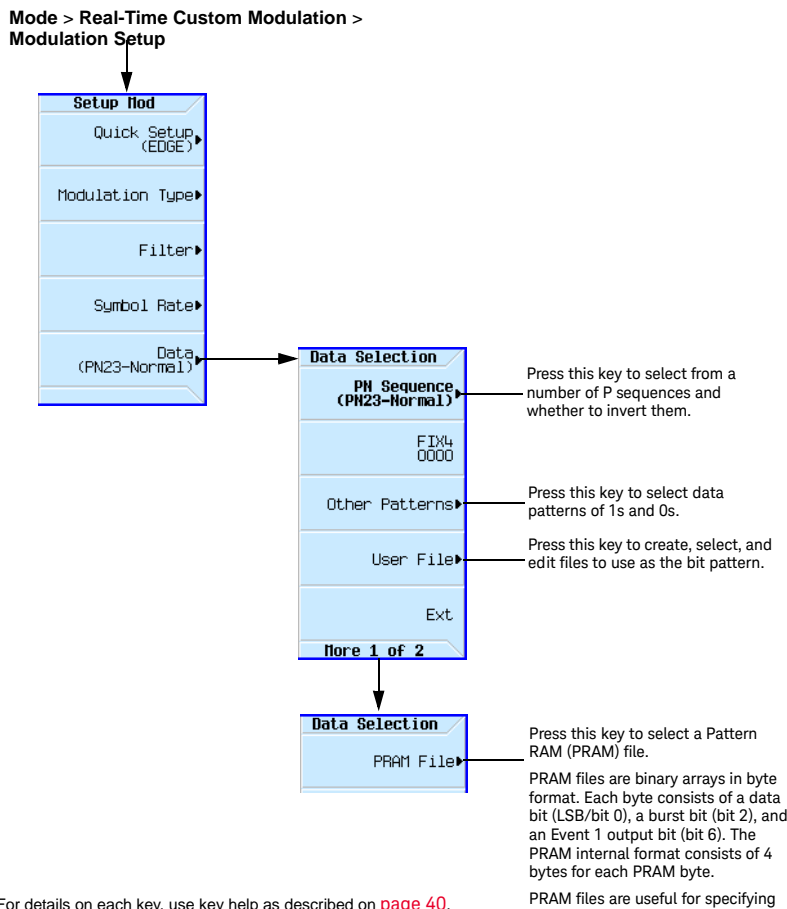 Mode > Real-Time Custom Modulation >
Modulation Setup
Setup Mod
Quick Setup
(EDGE)
Modulation Type
Filter
Symbol Rate
Data
(PN23-Normal)
Data Selection
PN Sequence
(PN23-Normal)
Press this key to select from a
number of P sequences and
whether to invert them.
FIX4
0000
Other Patterns
Press this key to select data
patterns of 1s and 0s.
User File
Press this key to create, select, and
edit files to use as the bit pattern.
Ext
More 1 of 2
Data Selection
PRAM File
Press this key to select a Pattern
RAM (PRAM) file.
PRAM files are binary arrays in byte
format. Each byte consists of a data
bit (LSB/bit 0), a burst bit (bit 2), and
an Event 1 output bit (bit 6). The
PRAM internal format consists of 4
bytes for each PRAM byte.
PRAM files are useful for specifying
For details on each key, use key help as described on page 40.